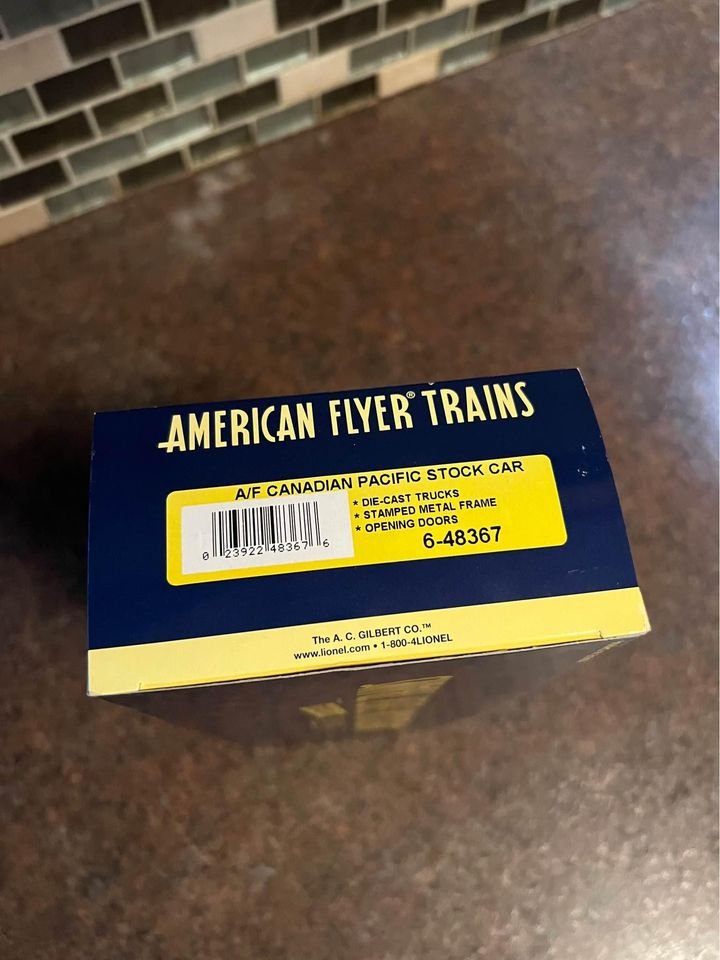 AMERICAN FLYER® TRAINS
A/F CANADIAN PACIFIC STOCK CAR
* DIE-CAST TRUCKS
* STAMPED METAL FRAME
* OPENING DOORS
6-48367
0 23922 48367 6
The A. C. GILBERT CO.™
www.lionel.com • 1-800-4LIONEL